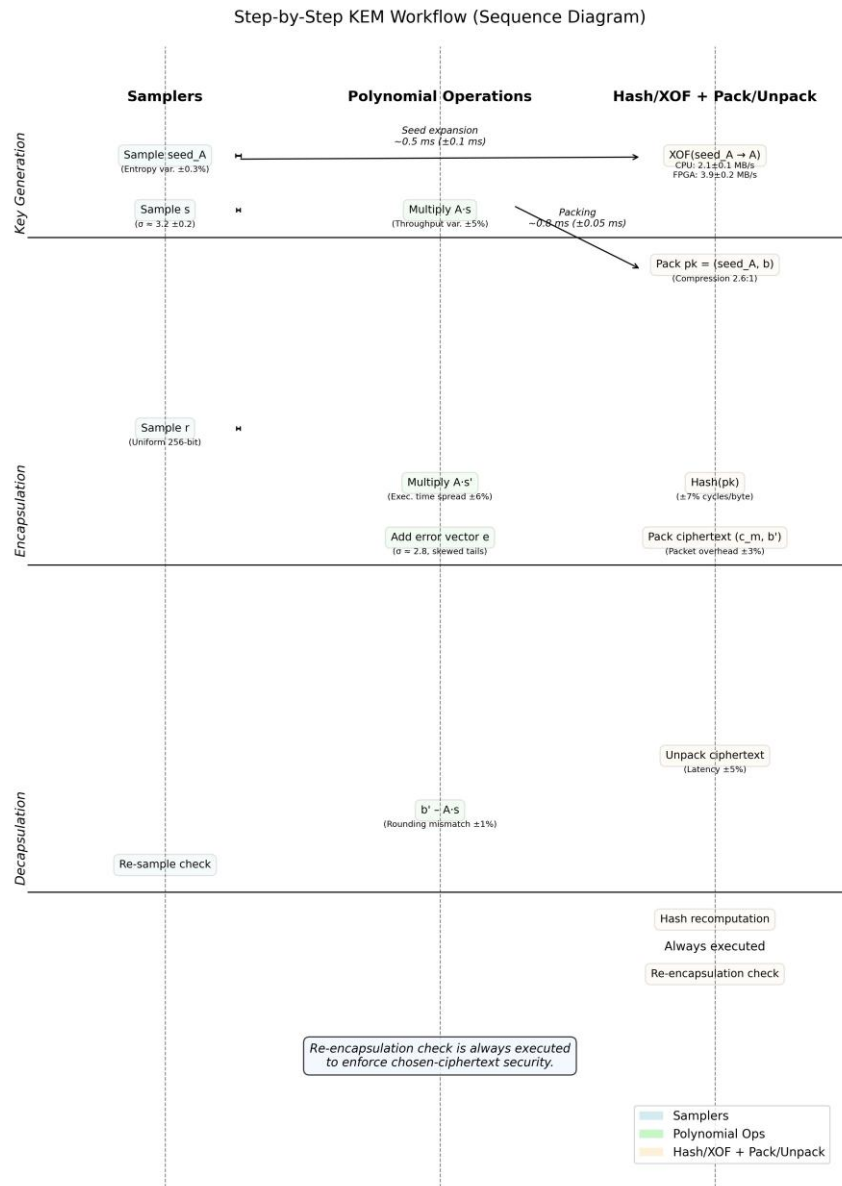 Step-by-Step KEM Workflow (Sequence Diagram)
Samplers
Polynomial Operations
Hash/XOF + Pack/Unpack
Key Generation
Seed expansion
~0.5 ms (±0.1 ms)
Sample seed_A
(Entropy var. ±0.3%)
XOF(seed_A → A)
CPU: 2.1±0.1 MB/s
FPGA: 3.9±0.2 MB/s
Sample s
(σ ≈ 3.2 ±0.2)
Multiply A·s
(Throughput var. ±5%)
Packing
~0.8 ms (±0.05 ms)
Pack pk = (seed_A, b)
(Compression 2.6:1)
Encapsulation
Sample r
(Uniform 256-bit)
Multiply A·s'
(Exec. time spread ±6%)
Hash(pk)
(±7% cycles/byte)
Add error vector e
(σ ≈ 2.8, skewed tails)
Pack ciphertext (c_m, b')
(Packet overhead ±3%)
Decapsulation
Unpack ciphertext
(Latency ±5%)
b' – A·s
(Rounding mismatch ±1%)
Re-sample check
Hash recomputation
Always executed
Re-encapsulation check
Re-encapsulation check is always executed
to enforce chosen-ciphertext security.
Samplers
Polynomial Ops
Hash/XOF + Pack/Unpack